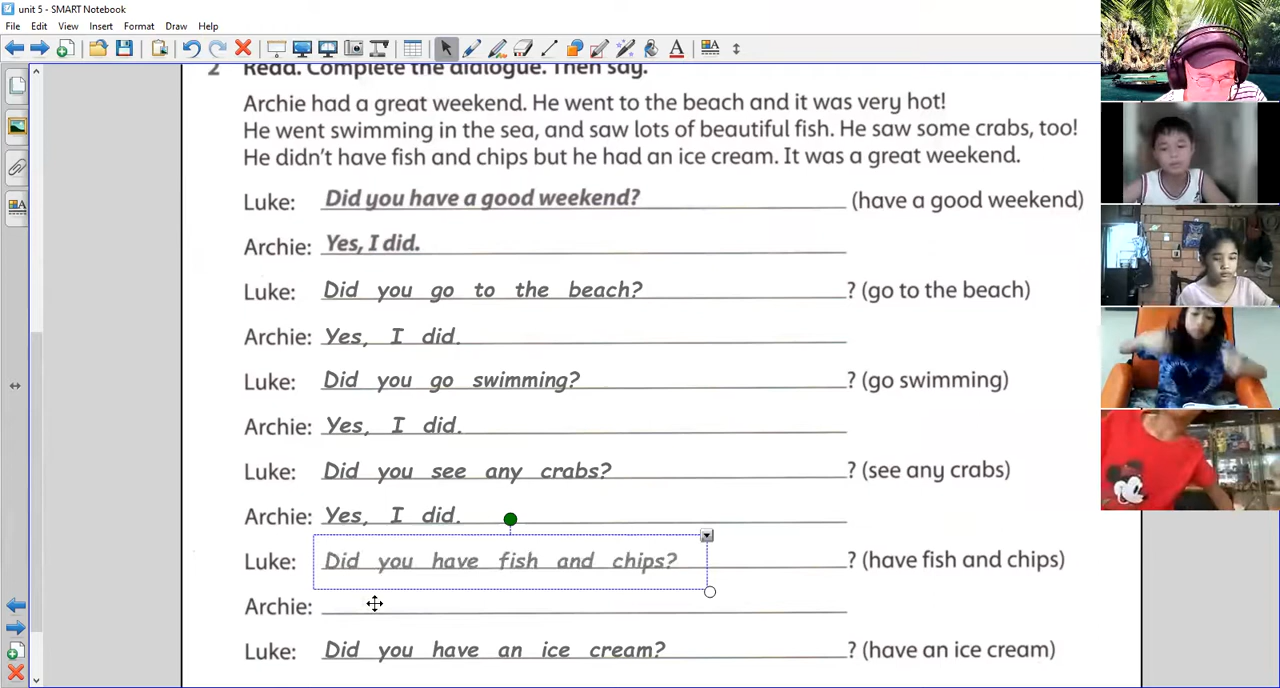 unit 5 - SMART Notebook
File Edit View Insert Format Draw Help
2 Read. Complete the dialogue. Then say.
Archie had a great weekend. He went to the beach and it was very hot!
He went swimming in the sea, and saw lots of beautiful fish. He saw some crabs, too!
He didn't have fish and chips but he had an ice cream. It was a great weekend.
Luke: Did you have a good weekend? (have a good weekend)
Archie: Yes, I did.
Luke: Did you go to the beach? ? (go to the beach)
Archie: Yes, I did.
Luke: Did you go swimming? ? (go swimming)
Archie: Yes, I did.
Luke: Did you see any crabs? ? (see any crabs)
Archie: Yes, I did.
Luke: Did you have fish and chips? ? (have fish and chips)
Archie:
Luke: Did you have an ice cream? ? (have an ice cream)